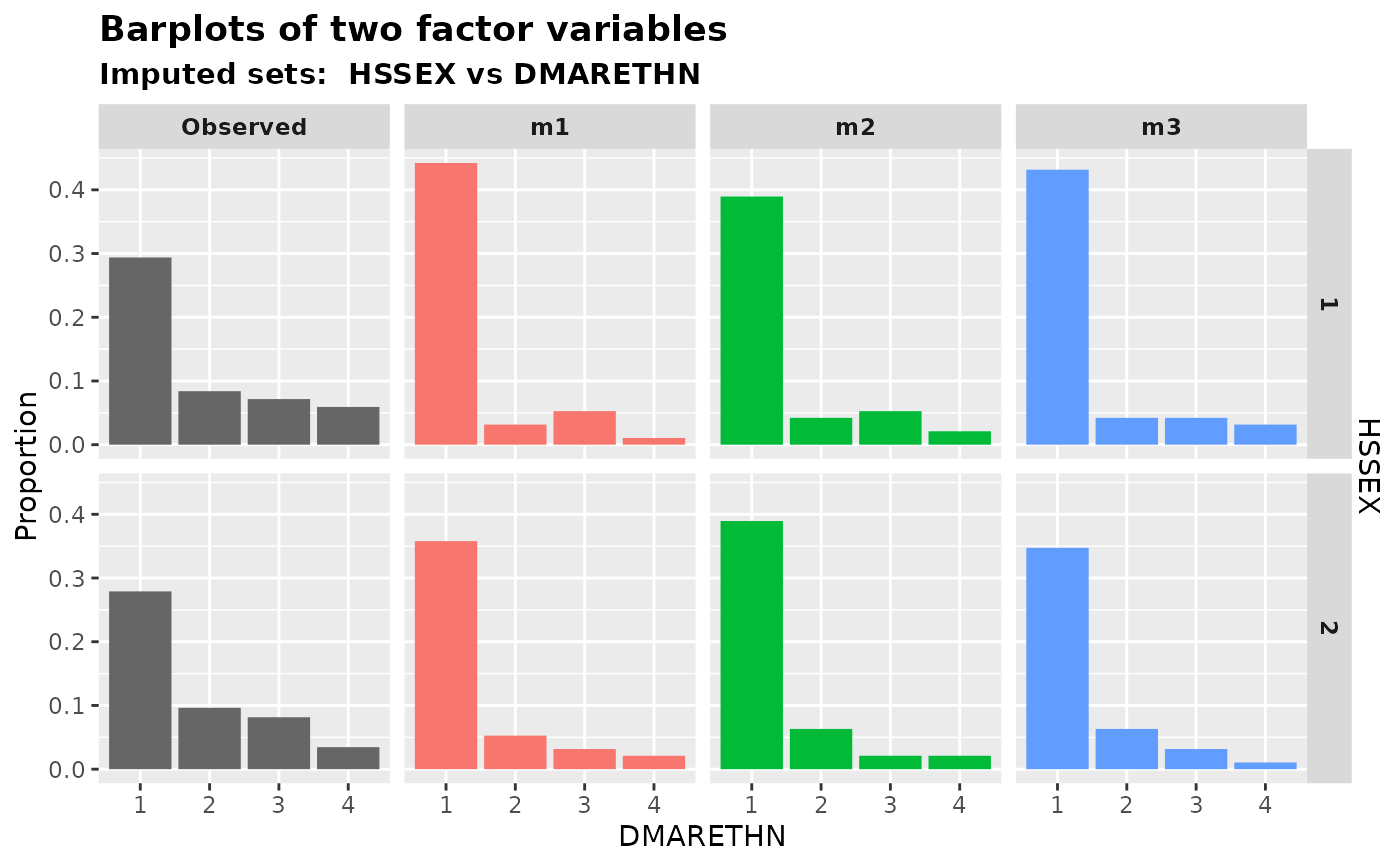 Barplots of two factor variables
Imputed sets:  HSSEX vs DMARETHN
Observed m1 m2 m3
0.4
0.3
0.2
0.1
0.0
1
Proportion
HSSEX
0.4
0.3
0.2
0.1
0.0
2
1 2 3 4 1 2 3 4 1 2 3 4 1 2 3 4
DMARETHN